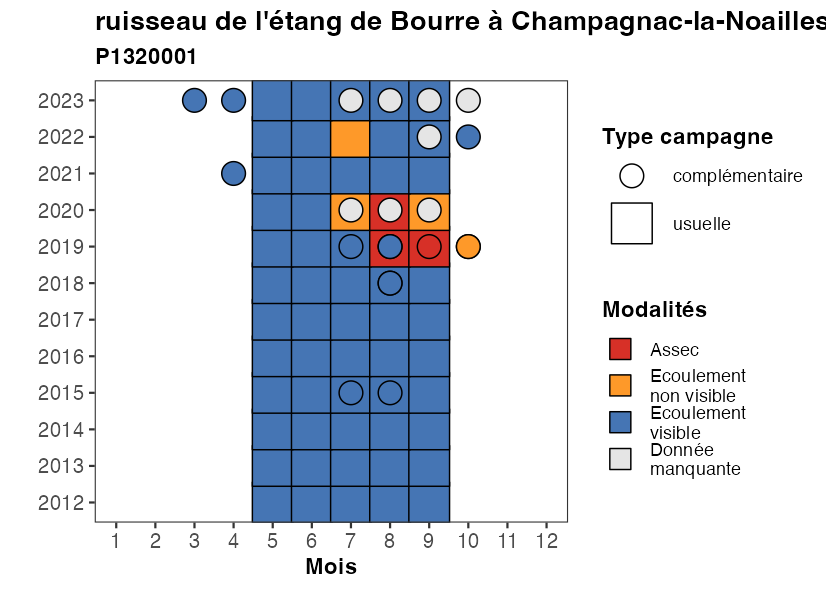 ruisseau de l'étang de Bourre à Champagnac-la-Noailles
P1320001
2023
2022
2021
2020
2019
2018
2017
2016
2015
2014
2013
2012
1 2 3 4 5 6 7 8 9 10 11 12
Mois
Type campagne
complémentaire
usuelle
Modalités
Assec
Ecoulement
non visible
Ecoulement
visible
Donnée
manquante